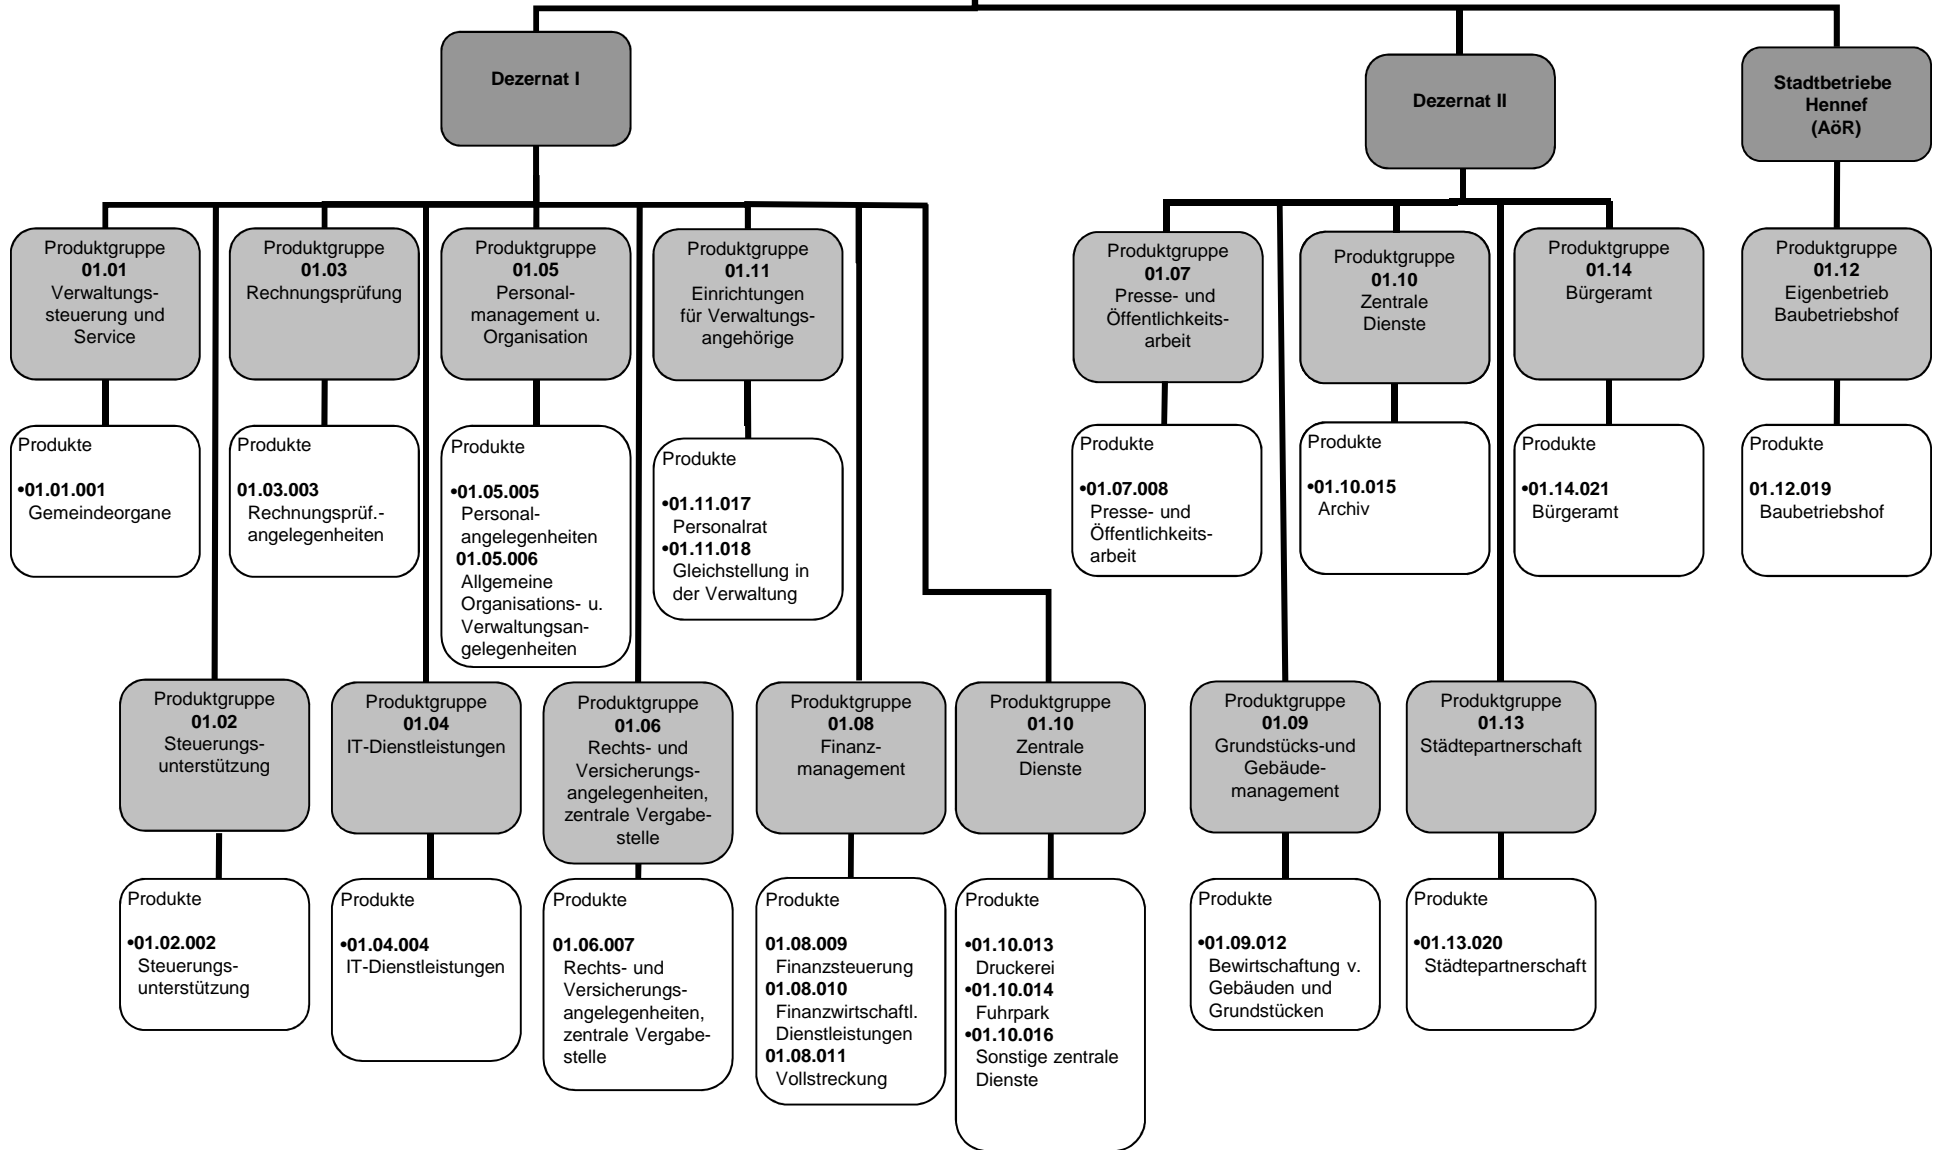 Dezernat I
Dezernat II
Stadtbetriebe
Hennef
(AöR)
Produktgruppe
01.01
Verwaltungs-
steuerung und
Service
Produktgruppe
01.03
Rechnungsprüfung
Produktgruppe
01.05
Personal-
management u.
Organisation
Produktgruppe
01.11
Einrichtungen
für Verwaltungs-
angehörige
Produktgruppe
01.07
Presse- und
Öffentlichkeits-
arbeit
Produktgruppe
01.10
Zentrale
Dienste
Produktgruppe
01.14
Bürgeramt
Produktgruppe
01.12
Eigenbetrieb
Baubetriebshof
Produkte
•01.01.001
Gemeindeorgane
Produkte
01.03.003
Rechnungsprüf.-
angelegenheiten
Produkte
•01.05.005
Personal-
angelegenheiten
01.05.006
Allgemeine
Organisations- u.
Verwaltungsan-
gelegenheiten
Produkte
•01.11.017
Personalrat
•01.11.018
Gleichstellung in
der Verwaltung
Produkte
•01.07.008
Presse- und
Öffentlichkeits-
arbeit
Produkte
•01.10.015
Archiv
Produkte
•01.14.021
Bürgeramt
Produkte
01.12.019
Baubetriebshof
Produktgruppe
01.02
Steuerungs-
unterstützung
Produktgruppe
01.04
IT-Dienstleistungen
Produktgruppe
01.06
Rechts- und
Versicherungs-
angelegenheiten,
zentrale Vergabe-
stelle
Produktgruppe
01.08
Finanz-
management
Produktgruppe
01.10
Zentrale
Dienste
Produktgruppe
01.09
Grundstücks-und
Gebäude-
management
Produktgruppe
01.13
Städtepartnerschaft
Produkte
•01.02.002
Steuerungs-
unterstützung
Produkte
•01.04.004
IT-Dienstleistungen
Produkte
01.06.007
Rechts- und
Versicherungs-
angelegenheiten,
zentrale Vergabe-
stelle
Produkte
01.08.009
Finanzsteuerung
01.08.010
Finanzwirtschaftl.
Dienstleistungen
01.08.011
Vollstreckung
Produkte
•01.10.013
Druckerei
•01.10.014
Fuhrpark
•01.10.016
Sonstige zentrale
Dienste
Produkte
•01.09.012
Bewirtschaftung v.
Gebäuden und
Grundstücken
Produkte
•01.13.020
Städtepartnerschaft